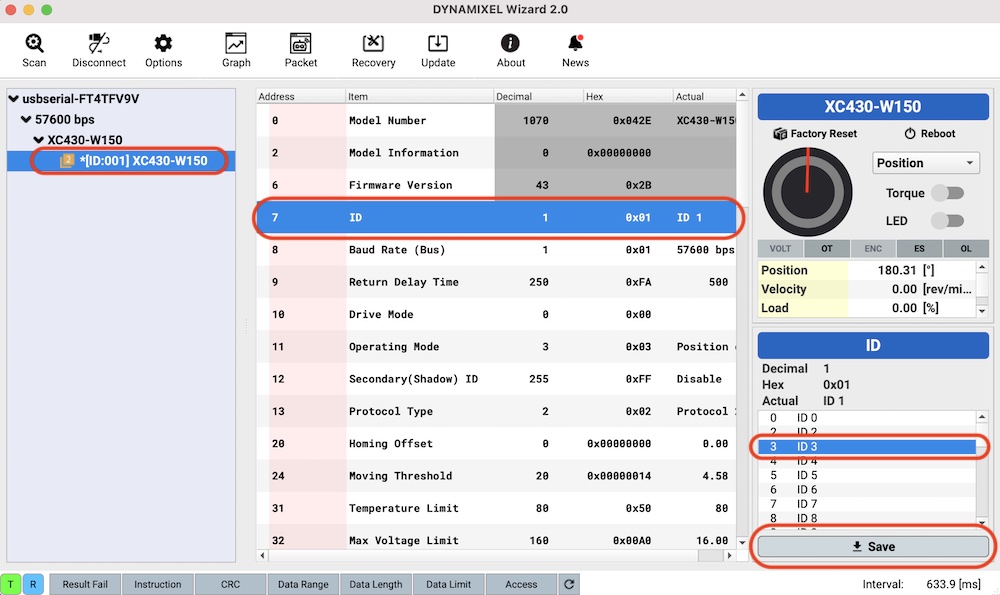 DYNAMIXEL Wizard 2.0
Scan Disconnect Options Graph Packet Recovery Update About News
usbserial-FT4TFV9V
57600 bps
XC430-W150
2 *[ID:001] XC430-W150
Address Item Decimal Hex Actual
0 Model Number 1070 0x042E XC430-W15
2 Model Information 0 0x00000000
6 Firmware Version 43 0x2B
7 ID 1 0x01 ID 1
8 Baud Rate (Bus) 1 0x01 57600 bps
9 Return Delay Time 250 0xFA 500
10 Drive Mode 0 0x00
11 Operating Mode 3 0x03 Position
12 Secondary(Shadow) ID 255 0xFF Disable
13 Protocol Type 2 0x02 Protocol
20 Homing Offset 0 0x00000000 0.00
24 Moving Threshold 20 0x00000014 4.58
31 Temperature Limit 80 0x50 80
32 Max Voltage Limit 160 0x00A0 16.00
XC430-W150
Factory Reset Reboot
Position
Torque
LED
VOLT OT ENC ES OL
Position 180.31 [°]
Velocity 0.00 [rev/mi...
Load 0.00 [%]
ID
Decimal 1
Hex 0x01
Actual ID 1
0 ID 0
2 ID 2
3 ID 3
4 ID 4
5 ID 5
6 ID 6
7 ID 7
8 ID 8
Save
T R Result Fail Instruction CRC Data Range Data Length Data Limit Access Interval: 633.9 [ms]